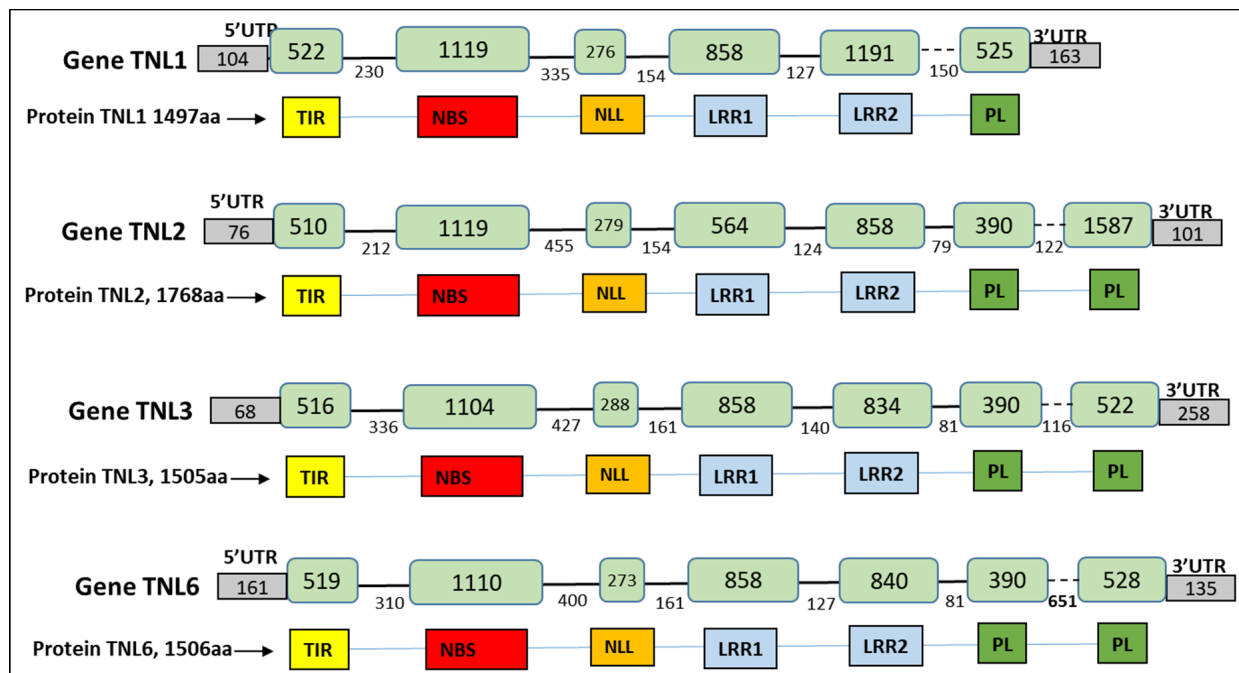 5'UTR
3'UTR
Gene TNL1 104 522 1119 276 858 1191 525 163
230 335 154 127 150
Protein TNL1 1497aa TIR NBS NLL LRR1 LRR2 PL
5'UTR
3'UTR
Gene TNL2 76 510 1119 279 564 858 390 1587 101
212 455 154 124 79 122
Protein TNL2, 1768aa TIR NBS NLL LRR1 LRR2 PL PL
3'UTR
Gene TNL3 68 516 1104 288 858 834 390 522 258
336 427 161 140 81 116
Protein TNL3, 1505aa TIR NBS NLL LRR1 LRR2 PL PL
5'UTR
3'UTR
Gene TNL6 161 519 1110 273 858 840 390 528 135
310 400 161 127 81 651
Protein TNL6, 1506aa TIR NBS NLL LRR1 LRR2 PL PL